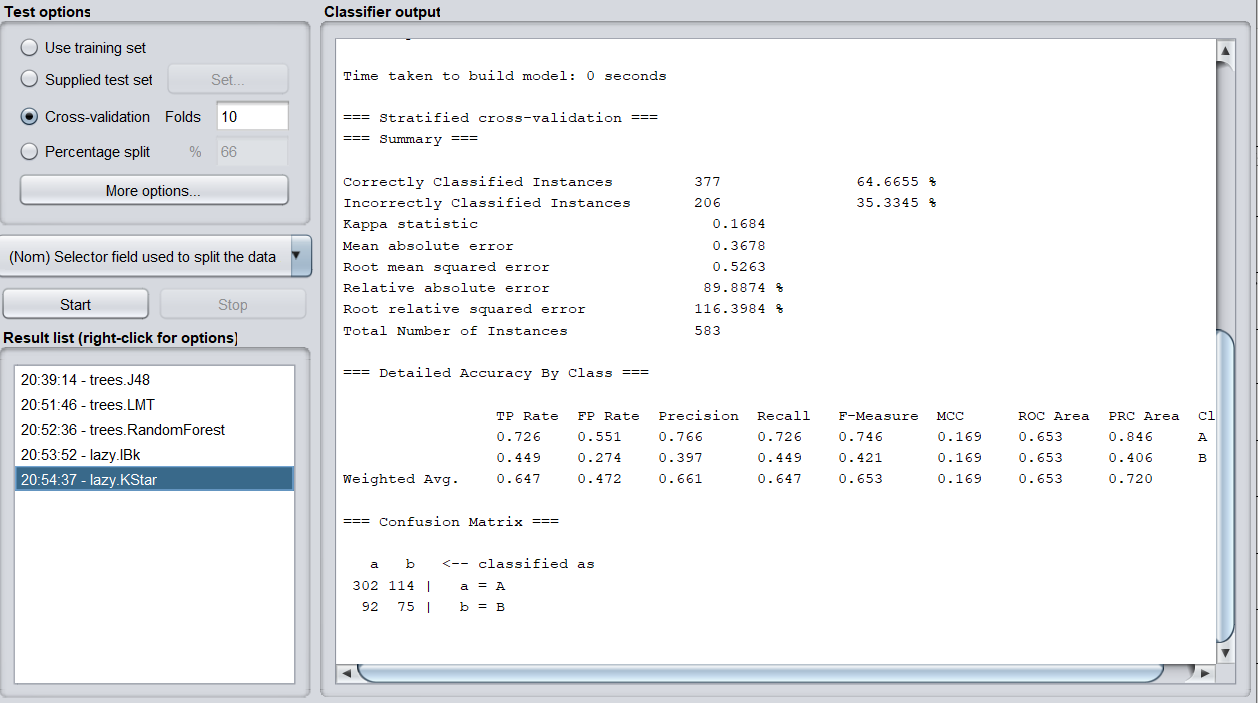 Test options
Use training set
Supplied test set Set...
Cross-validation Folds 10
Percentage split % 66
More options...
(Nom) Selector field used to split the data
Start Stop
Result list (right-click for options)
20:39:14 - trees.J48
20:51:46 - trees.LMT
20:52:36 - trees.RandomForest
20:53:52 - lazy.IBk
20:54:37 - lazy.KStar
Classifier output
Time taken to build model: 0 seconds
=== Stratified cross-validation ===
=== Summary ===
Correctly Classified Instances 377 64.6655 %
Incorrectly Classified Instances 206 35.3345 %
Kappa statistic 0.1684
Mean absolute error 0.3678
Root mean squared error 0.5263
Relative absolute error 89.8874 %
Root relative squared error 116.3984 %
Total Number of Instances 583
=== Detailed Accuracy By Class ===
TP Rate FP Rate Precision Recall F-Measure MCC ROC Area PRC Area Cl
0.726 0.551 0.766 0.726 0.746 0.169 0.653 0.846 A
0.449 0.274 0.397 0.449 0.421 0.169 0.653 0.406 B
Weighted Avg. 0.647 0.472 0.661 0.647 0.653 0.169 0.653 0.720
=== Confusion Matrix ===
a b <-- classified as
302 114 | a = A
92 75 | b = B